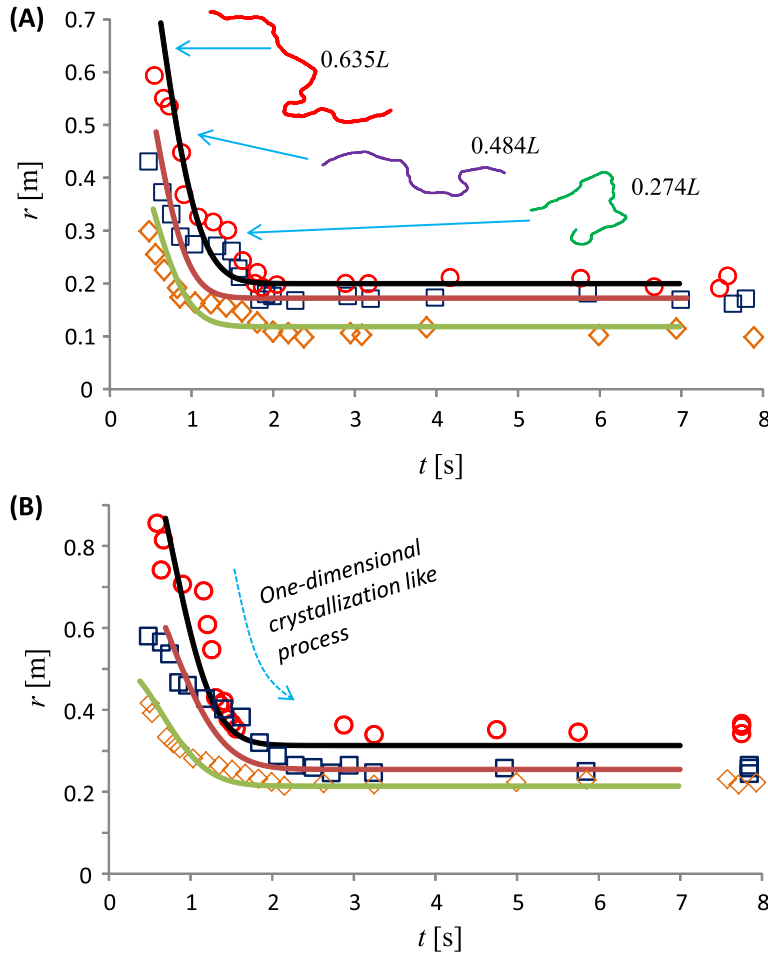 (A)
0.7
0.6
0.5
0.4
0.3
0.2
0.1
0
r [m]
0.635L
0.484L
0.274L
0 1 2 3 4 5 6 7 8
t [s]
(B)
0.8
0.6
0.4
0.2
0
r [m]
One-dimensional
crystallization like
process
0 1 2 3 4 5 6 7 8
t [s]